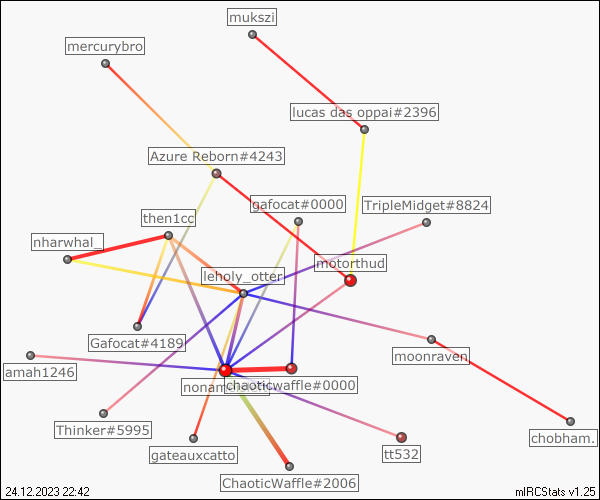 mukszi
mercurybro
lucas das oppai#2396
Azure Reborn#4243
gafocat#0000
TripleMidget#8824
then1cc
nharwhal_
motorthud
leholy_otter
Gafocat#4189
moonraven
amah1246
chaoticwaffle#0000
Thinker#5995
chobham.
gateauxcatto
tt532
ChaoticWaffle#2006
24.12.2023 22:42
mIRCStats v1.25